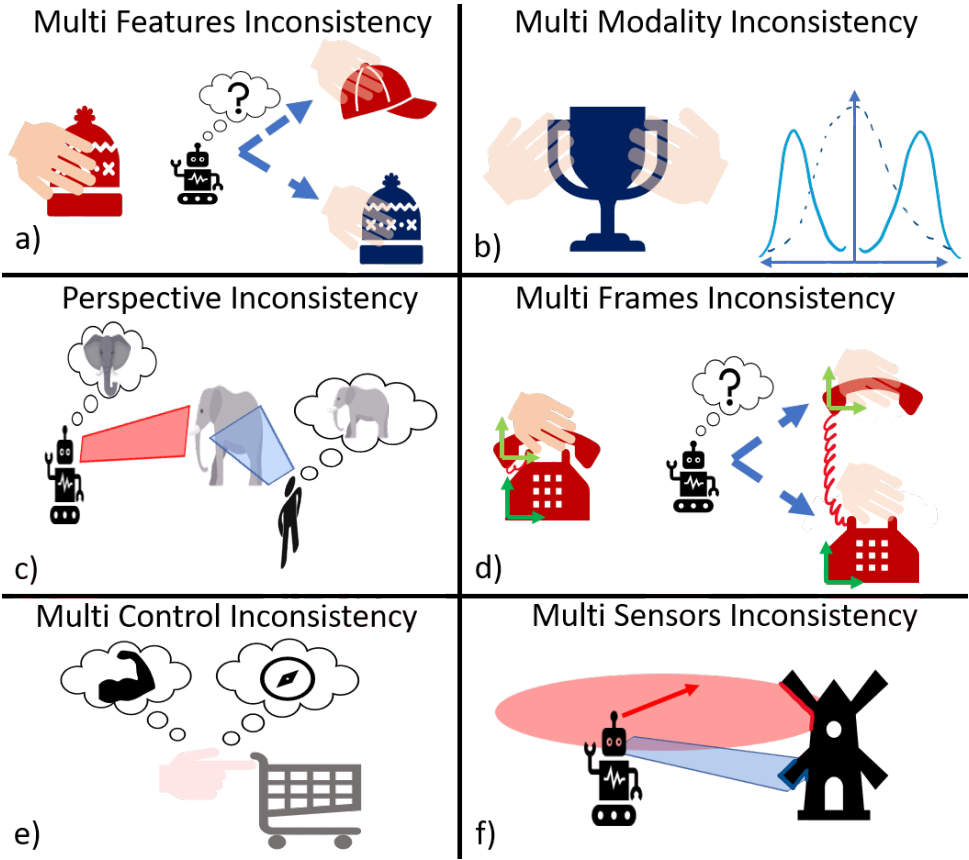 Multi Features Inconsistency
?
a)
Multi Modality Inconsistency
b)
Perspective Inconsistency
c)
Multi Frames Inconsistency
?
d)
Multi Control Inconsistency
e)
Multi Sensors Inconsistency
f)